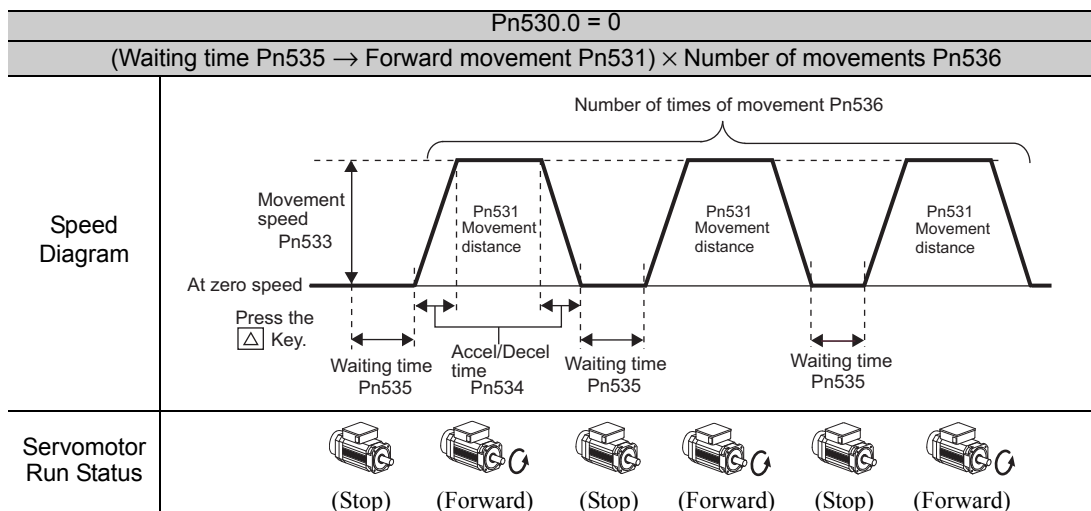 Pn530.0 = 0
(Waiting time Pn535 → Forward movement Pn531) × Number of movements Pn536
Speed
Diagram
Number of times of movement Pn536
Movement
speed
Pn533
Pn531
Movement
distance
Pn531
Movement
distance
Pn531
Movement
distance
At zero speed
Press the
△ Key.
Waiting time
Pn535
Accel/Decel
time
Pn534
Waiting time
Pn535
Waiting time
Pn535
Servomotor
Run Status
(Stop) (Forward) (Stop) (Forward) (Stop) (Forward)